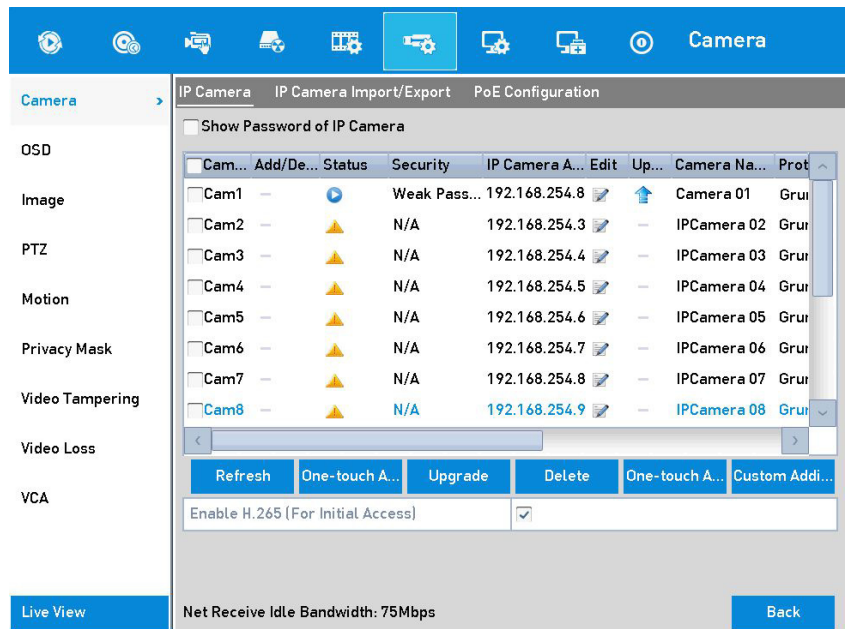 Camera
Camera
OSD
Image
PTZ
Motion
Privacy Mask
Video Tampering
Video Loss
VCA
Live View
IP Camera IP Camera Import/Export PoE Configuration
Show Password of IP Camera
Cam... Add/De... Status Security IP Camera A... Edit Up... Camera Na... Prot
Cam1 — Weak Pass... 192.168.254.8 Camera 01 Grur
Cam2 — N/A 192.168.254.3 — IPCamera 02 Grur
Cam3 — N/A 192.168.254.4 — IPCamera 03 Grur
Cam4 — N/A 192.168.254.5 — IPCamera 04 Grur
Cam5 — N/A 192.168.254.6 — IPCamera 05 Grur
Cam6 — N/A 192.168.254.7 — IPCamera 06 Grur
Cam7 — N/A 192.168.254.8 — IPCamera 07 Grur
Cam8 — N/A 192.168.254.9 — IPCamera 08 Grur
Refresh One-touch A... Upgrade Delete One-touch A... Custom Addi...
Enable H.265 (For Initial Access)
Net Receive Idle Bandwidth: 75Mbps
Back